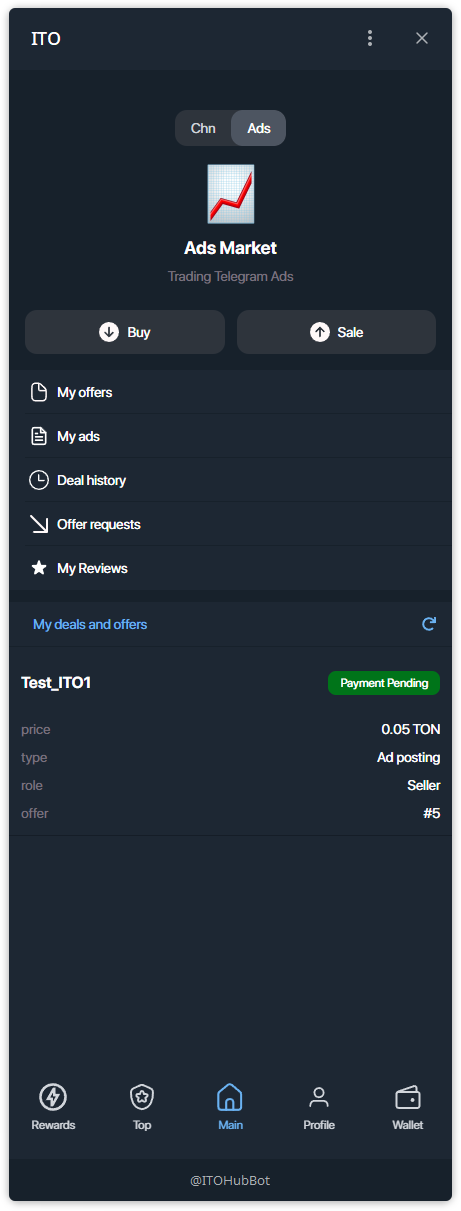 ITO
Chn Ads
Ads Market
Trading Telegram Ads
Buy Sale
My offers
My ads
Deal history
Offer requests
My Reviews
My deals and offers
Test_ITO1 Payment Pending
price 0.05 TON
type Ad posting
role Seller
offer #5
Rewards Top Main Profile Wallet
@ITOHubBot